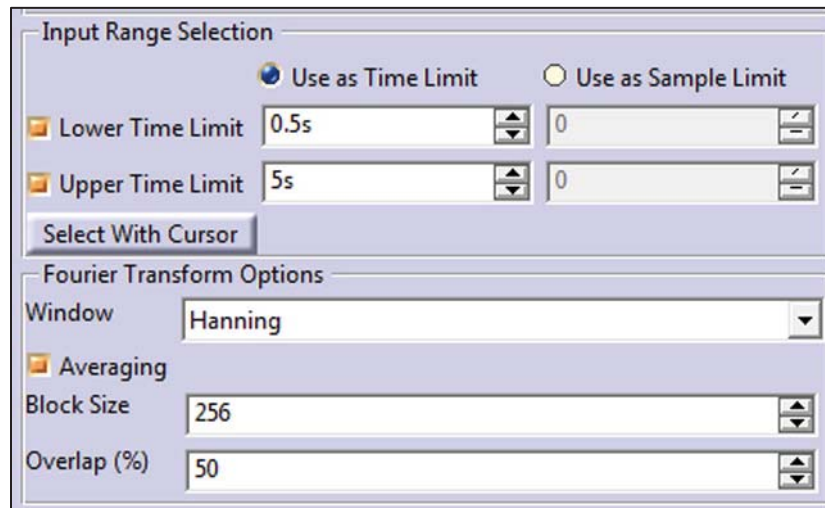 Input Range Selection
Use as Time Limit Use as Sample Limit
Lower Time Limit 0.5s 0
Upper Time Limit 5s 0
Select With Cursor
Fourier Transform Options
Window Hanning
Averaging
Block Size 256
Overlap (%) 50